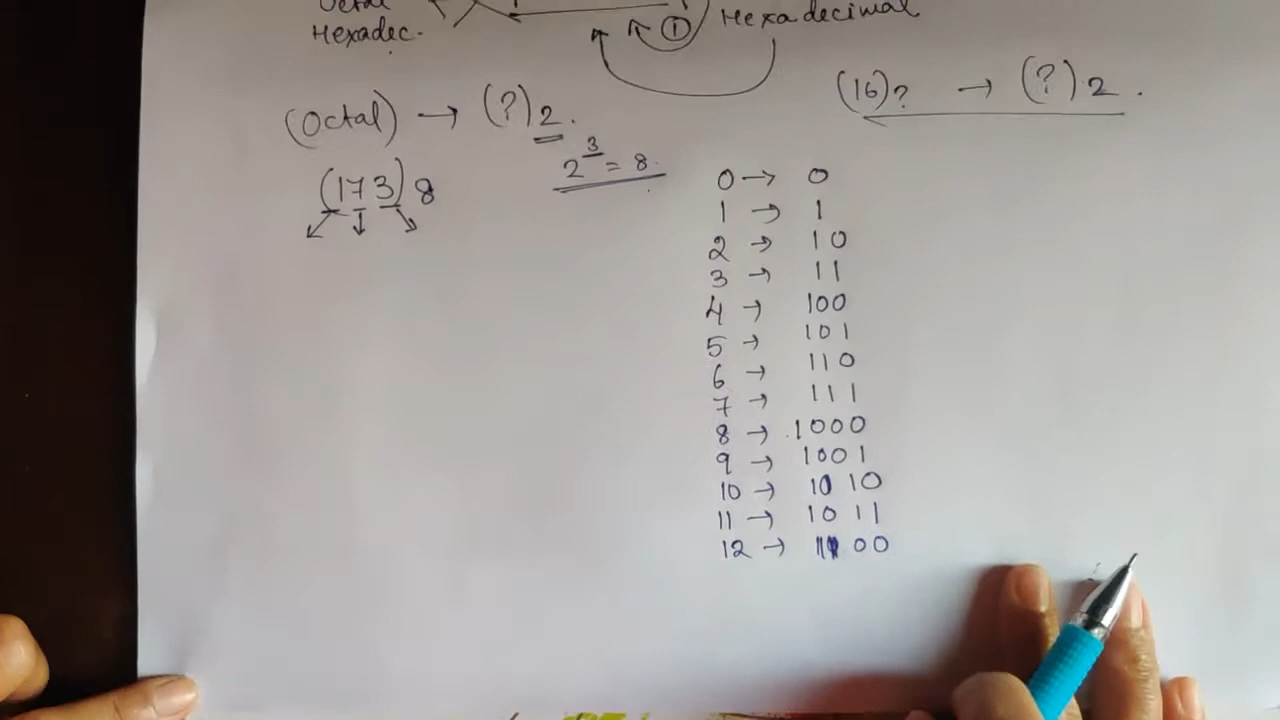 Octal
Hexadec.
① Hexadecimal
(Octal) → (?)2.
(16)? → (?)2.
2^3 = 8.
(173)8
0 → 0
1 → 1
2 → 10
3 → 11
4 → 100
5 → 101
6 → 110
7 → 111
8 → 1000
9 → 1001
10 → 1010
11 → 1011
12 → 1100